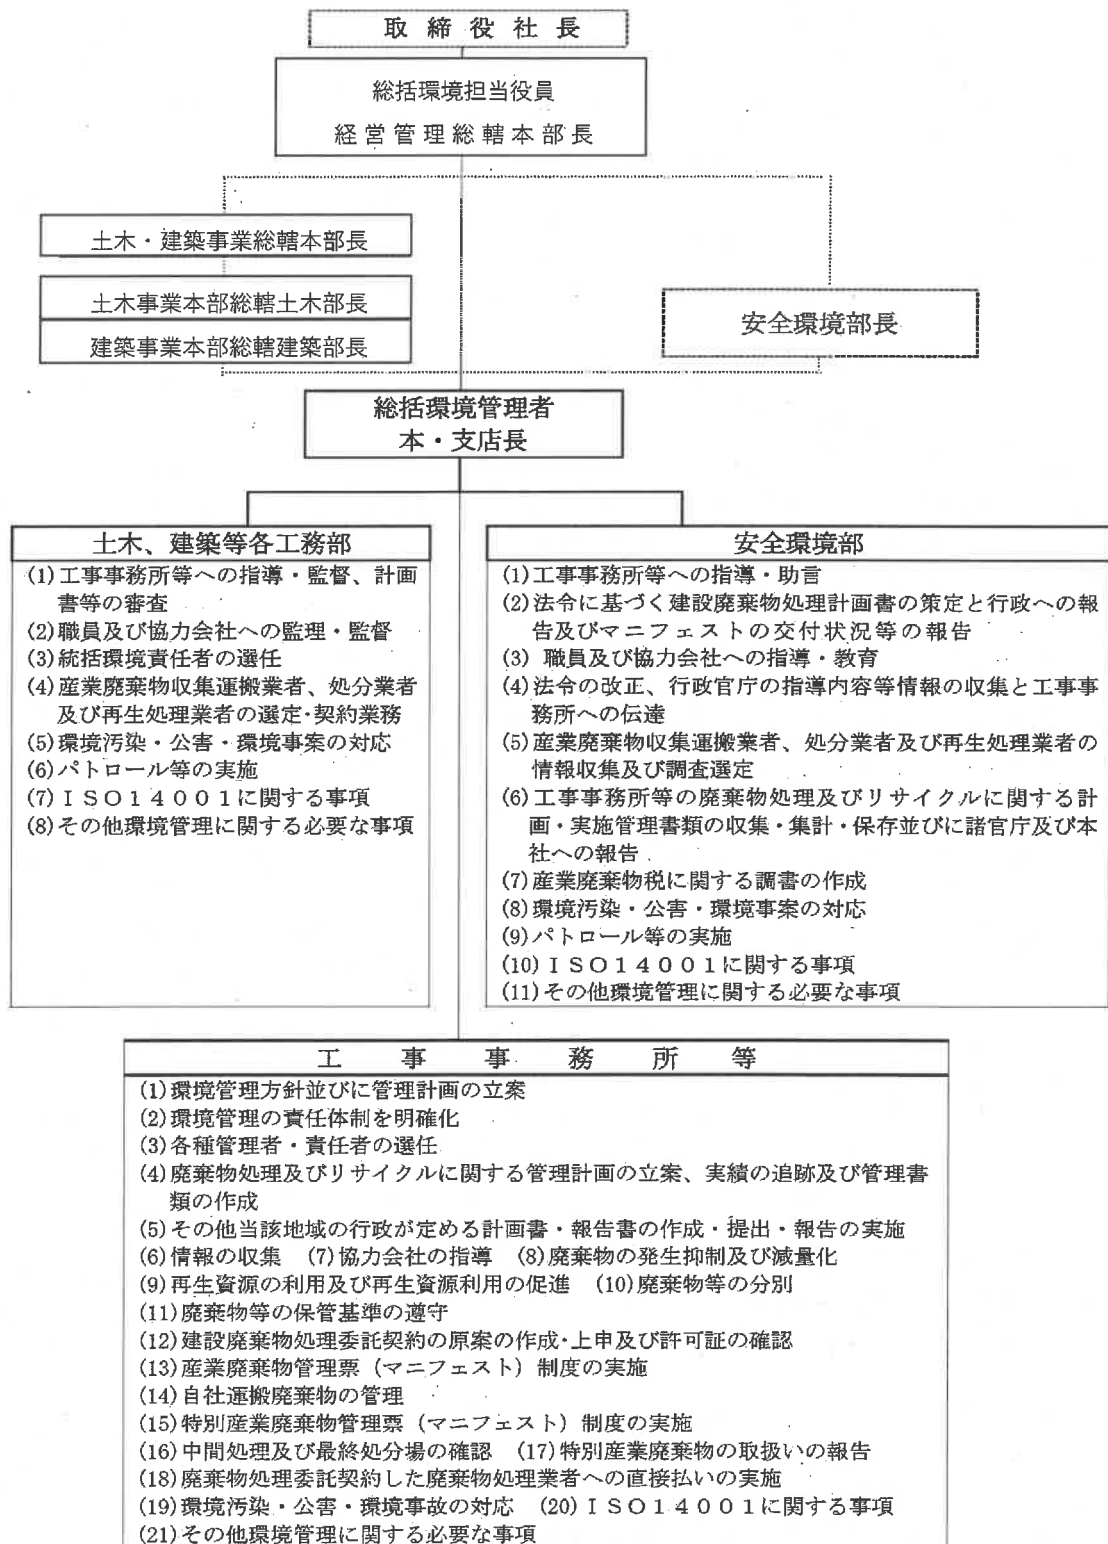 取締役社長
総括環境担当役員
経営管理総轄本部長
土木・建築事業総轄本部長
土木事業本部総轄土木部長
建築事業本部総轄建築部長
安全環境部長
総括環境管理者
本・支店長
土木、建築等各工務部
(1)工事事務所等への指導・監督、計画
書等の審査
(2)職員及び協力会社への監理・監督
(3)統括環境責任者の選任
(4)産業廃棄物収集運搬業者、処分業者
及び再生処理業者の選定・契約業務
(5)環境汚染・公害・環境事案の対応
(6)パトロール等の実施
(7)ＩＳＯ１４００１に関する事項
(8)その他環境管理に関する必要な事項
安全環境部
(1)工事事務所等への指導・助言
(2)法令に基づく建設廃棄物処理計画書の策定と行政への報
告及びマニフェストの交付状況等の報告
(3) 職員及び協力会社への指導・教育
(4)法令の改正、行政官庁の指導内容等情報の収集と工事事
務所への伝達
(5)産業廃棄物収集運搬業者、処分業者及び再生処理業者の
情報収集及び調査選定
(6)工事事務所等の廃棄物処理及びリサイクルに関する計
画・実施管理書類の収集・集計・保存並びに諸官庁及び本
社への報告
(7)産業廃棄物税に関する調書の作成
(8)環境汚染・公害・環境事案の対応
(9)パトロール等の実施
(10)ＩＳＯ１４００１に関する事項
(11)その他環境管理に関する必要な事項
工事事務所等
(1)環境管理方針並びに管理計画の立案
(2)環境管理の責任体制を明確化
(3)各種管理者・責任者の選任
(4)廃棄物処理及びリサイクルに関する管理計画の立案、実績の追跡及び管理書
類の作成
(5)その他当該地域の行政が定める計画書・報告書の作成・提出・報告の実施
(6)情報の収集　(7)協力会社の指導　(8)廃棄物の発生抑制及び減量化
(9)再生資源の利用及び再生資源利用の促進　(10)廃棄物等の分別
(11)廃棄物等の保管基準の遵守
(12)建設廃棄物処理委託契約の原案の作成・上申及び許可証の確認
(13)産業廃棄物管理票（マニフェスト）制度の実施
(14)自社運搬廃棄物の管理
(15)特別産業廃棄物管理票（マニフェスト）制度の実施
(16)中間処理及び最終処分場の確認　(17)特別産業廃棄物の取扱いの報告
(18)廃棄物処理委託契約した廃棄物処理業者への直接払いの実施
(19)環境汚染・公害・環境事故の対応　(20)ＩＳＯ１４００１に関する事項
(21)その他環境管理に関する必要な事項